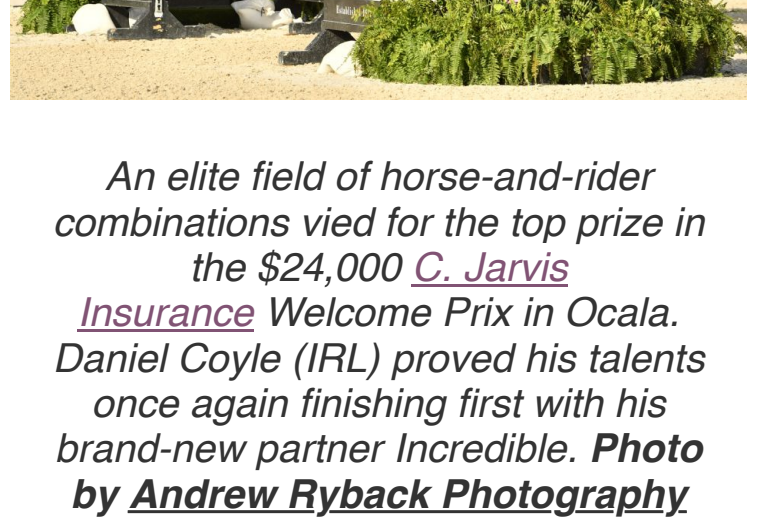 Establis
An elite field of horse-and-rider
combinations vied for the top prize in
the $24,000 C. Jarvis
Insurance Welcome Prix in Ocala.
Daniel Coyle (IRL) proved his talents
once again finishing first with his
brand-new partner Incredible. Photo
by Andrew Ryback Photography